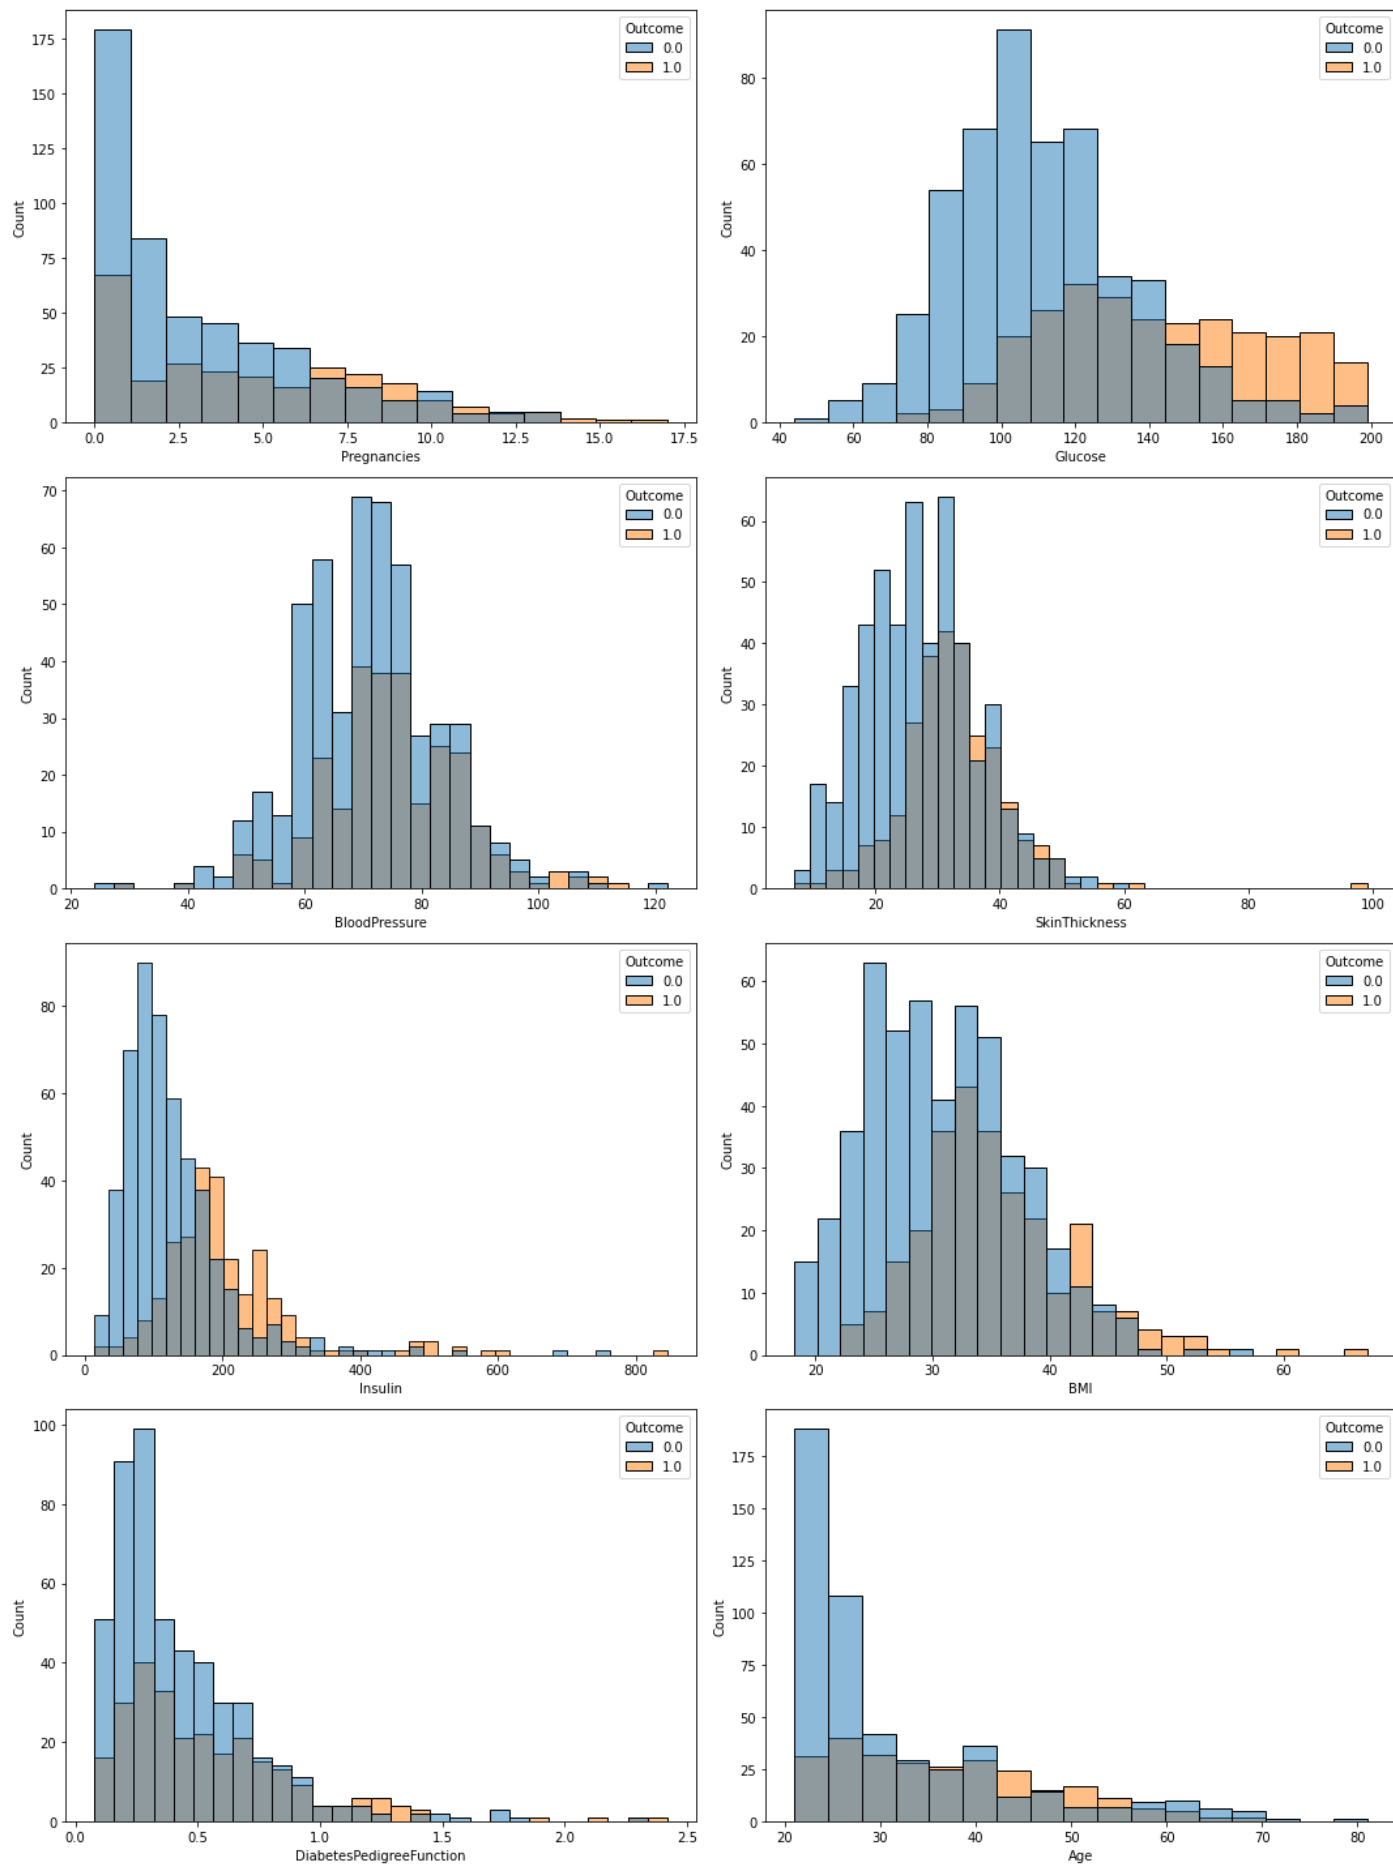 Outcome
0.0
1.0
175
150
125
100
75
50
25
0
0.0 2.5 5.0 7.5 10.0 12.5 15.0 17.5
Count
Pregnancies
Outcome
0.0
1.0
80
60
40
20
0
40 60 80 100 120 140 160 180 200
Count
Glucose
Outcome
0.0
1.0
70
60
50
40
30
20
10
0
20 40 60 80 100 120
Count
BloodPressure
Outcome
0.0
1.0
60
50
40
30
20
10
0
20 40 60 80 100
Count
SkinThickness
Outcome
0.0
1.0
80
60
40
20
0
0 200 400 600 800
Count
Insulin
Outcome
0.0
1.0
60
50
40
30
20
10
0
20 30 40 50 60
Count
BMI
Outcome
0.0
1.0
100
80
60
40
20
0
0.0 0.5 1.0 1.5 2.0 2.5
Count
DiabetesPedigreeFunction
Outcome
0.0
1.0
175
150
125
100
75
50
25
0
20 30 40 50 60 70 80
Count
Age